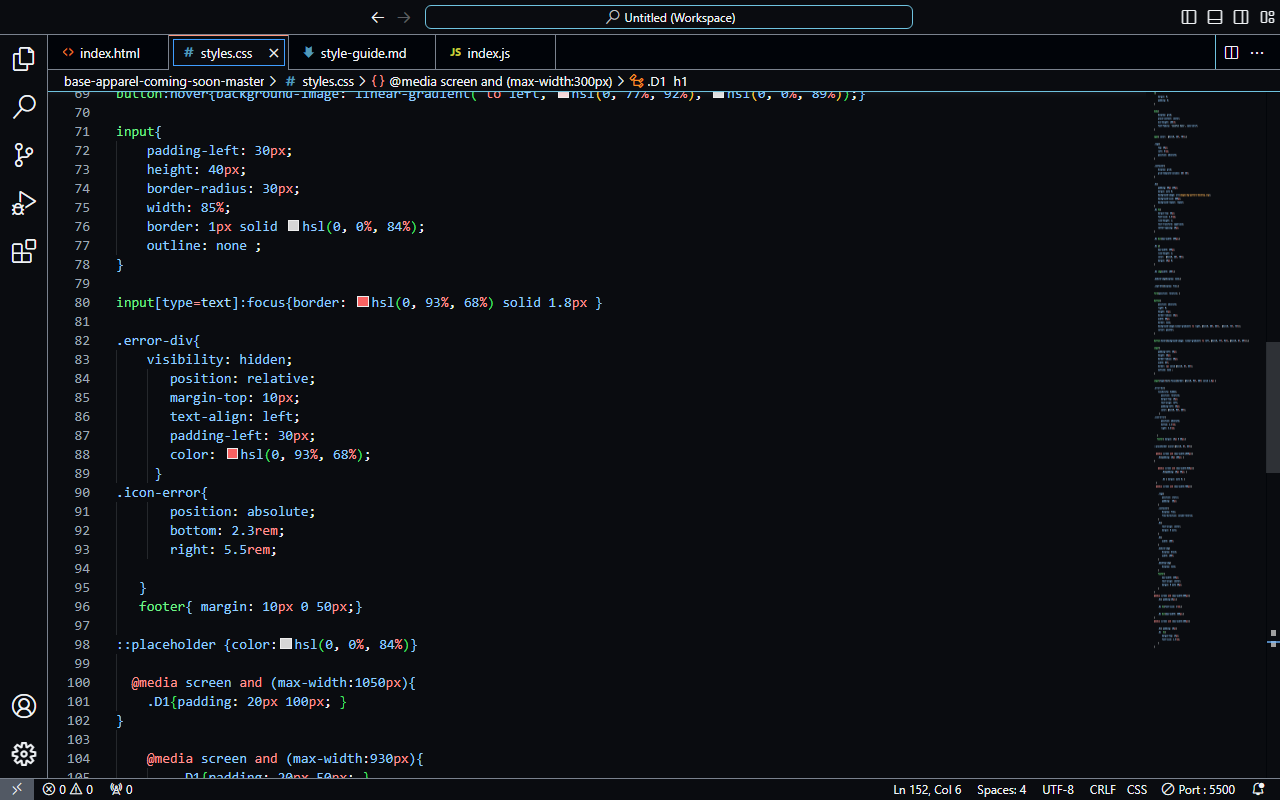 Untitled (Workspace)
index.html
styles.css
style-guide.md
JS index.js
base-apparel-coming-soon-master > # styles.css > {} @media screen and (max-width:300px) > .D1 h1
69 button:hover{background-image: linear-gradient( to left, hsl(0, 77%, 92%), hsl(0, 0%, 89%));}
70
71 input{
72 padding-left: 30px;
73 height: 40px;
74 border-radius: 30px;
75 width: 85%;
76 border: 1px solid hsl(0, 0%, 84%);
77 outline: none ;
78 }
79
80 input[type=text]:focus{border: hsl(0, 93%, 68%) solid 1.8px }
81
82 .error-div{
83 visibility: hidden;
84 position: relative;
85 margin-top: 10px;
86 text-align: left;
87 padding-left: 30px;
88 color: hsl(0, 93%, 68%);
89 }
90 .icon-error{
91 position: absolute;
92 bottom: 2.3rem;
93 right: 5.5rem;
94
95 }
96 footer{ margin: 10px 0 50px;}
97
98 ::placeholder {color: hsl(0, 0%, 84%)}
99
100 @media screen and (max-width:1050px){
101 .D1{padding: 20px 100px; }
102 }
103
104 @media screen and (max-width:930px){
105 .D1{padding: 20px 50px; }
0 0 0 Ln 152, Col 6 Spaces: 4 UTF-8 CRLF CSS Port : 5500